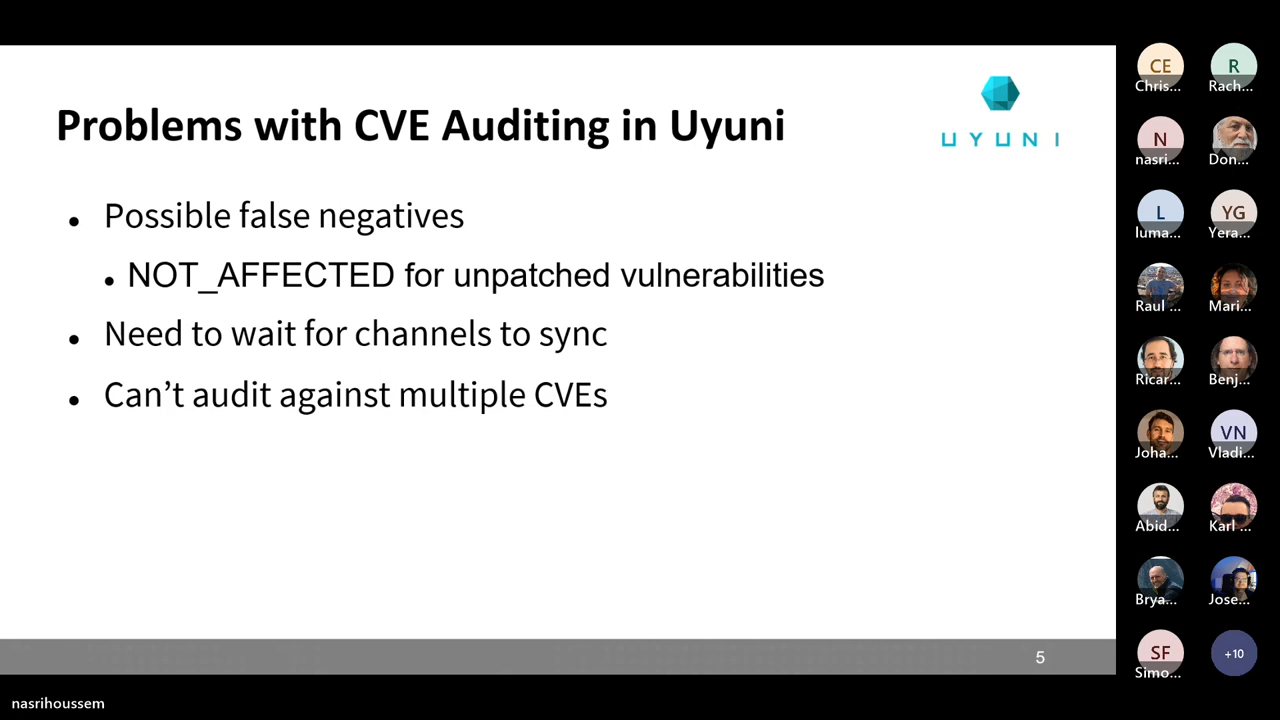 Problems with CVE Auditing in Uyuni
UYUNI
• Possible false negatives
• NOT_AFFECTED for unpatched vulnerabilities
• Need to wait for channels to sync
• Can’t audit against multiple CVEs
5
nasrihoussem
CE
Chris...
R
Rach...
N
nasri...
Don...
L
luma...
YG
Yera...
Raul ...
Mari...
Ricar...
Benj...
Joha...
VN
Vladi...
Abid...
Karl ...
Brya...
Jose...
SF
Simo...
+10